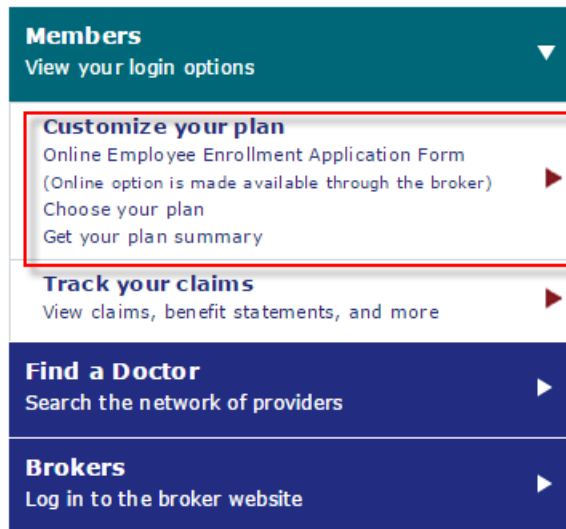 Members
View your login options
Customize your plan
Online Employee Enrollment Application Form
(Online option is made available through the broker)
Choose your plan
Get your plan summary
Track your claims
View claims, benefit statements, and more
Find a Doctor
Search the network of providers
Brokers
Log in to the broker website